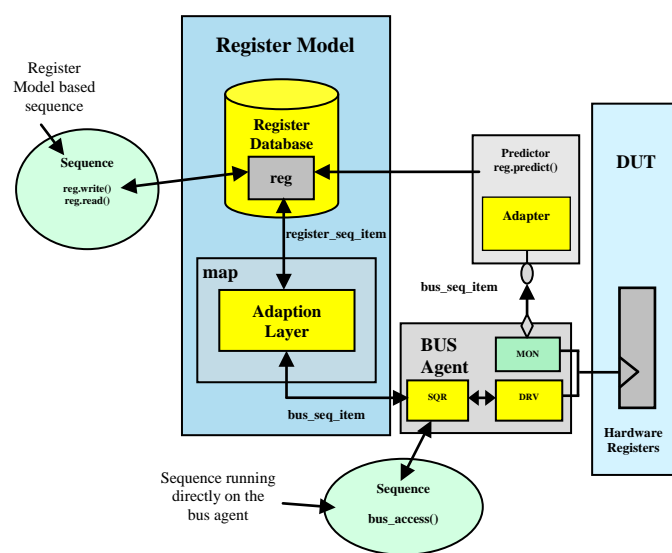 Register Model
Register
Model based
sequence
Sequence
reg.write()
reg.read()
Register
Database
reg
register_seq_item
map
Adaption
Layer
bus_seq_item
Predictor
reg.predict()
Adapter
bus_seq_item
BUS
Agent
MON
SQR
DRV
DUT
Hardware
Registers
Sequence running
directly on the
bus agent
Sequence
bus_access()